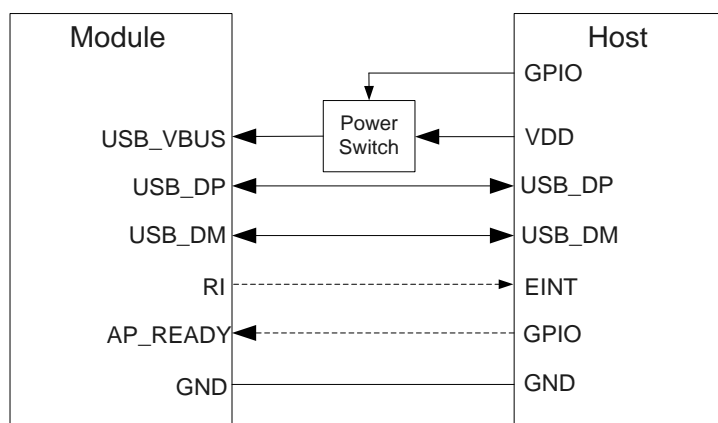 Module
Host
GPIO
Power
Switch
USB_VBUS
VDD
USB_DP
USB_DP
USB_DM
USB_DM
RI
EINT
AP_READY
GPIO
GND
GND